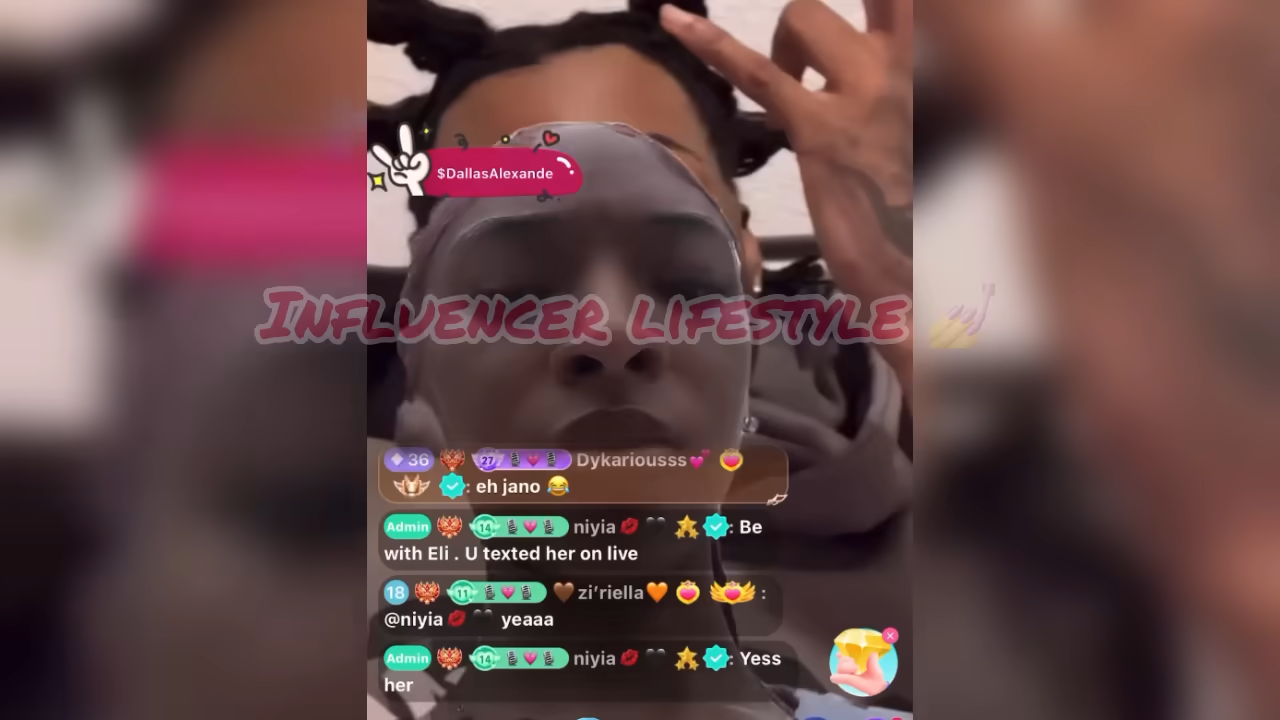 $DallasAlexande
INFLUENCER LIFESTYLE 💅
36 27 Dykariousss💕
: eh jano 😂
Admin 14 niyia💋🖤 : Be
with Eli . U texted her on live
18 11 🤎zi’riella🧡 :
@niyia💋🖤 yeaaa
Admin 14 niyia💋🖤 : Yess
her